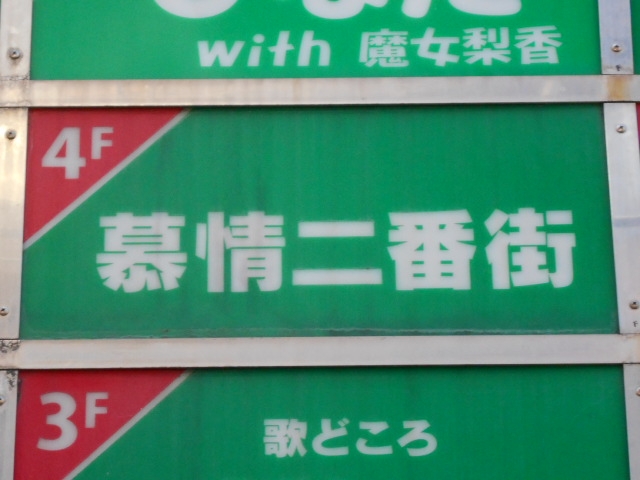 with 魔女梨香
4F
慕情二番街
3F
歌どころ